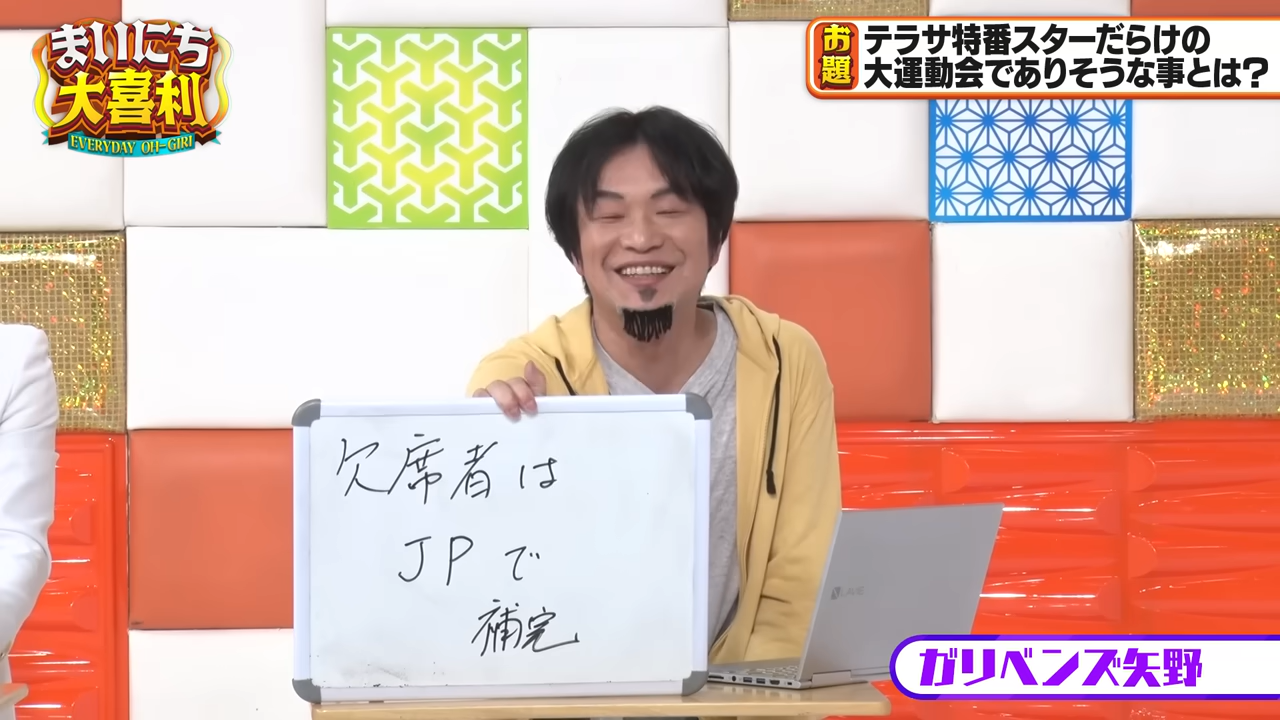 まいにち
大喜利
EVERYDAY OH-GIRI
お題
テラサ特番スターだらけの
大運動会でありそうな事とは?
欠席者は
JPで
補完
LAVIE
ガリベンズ矢野